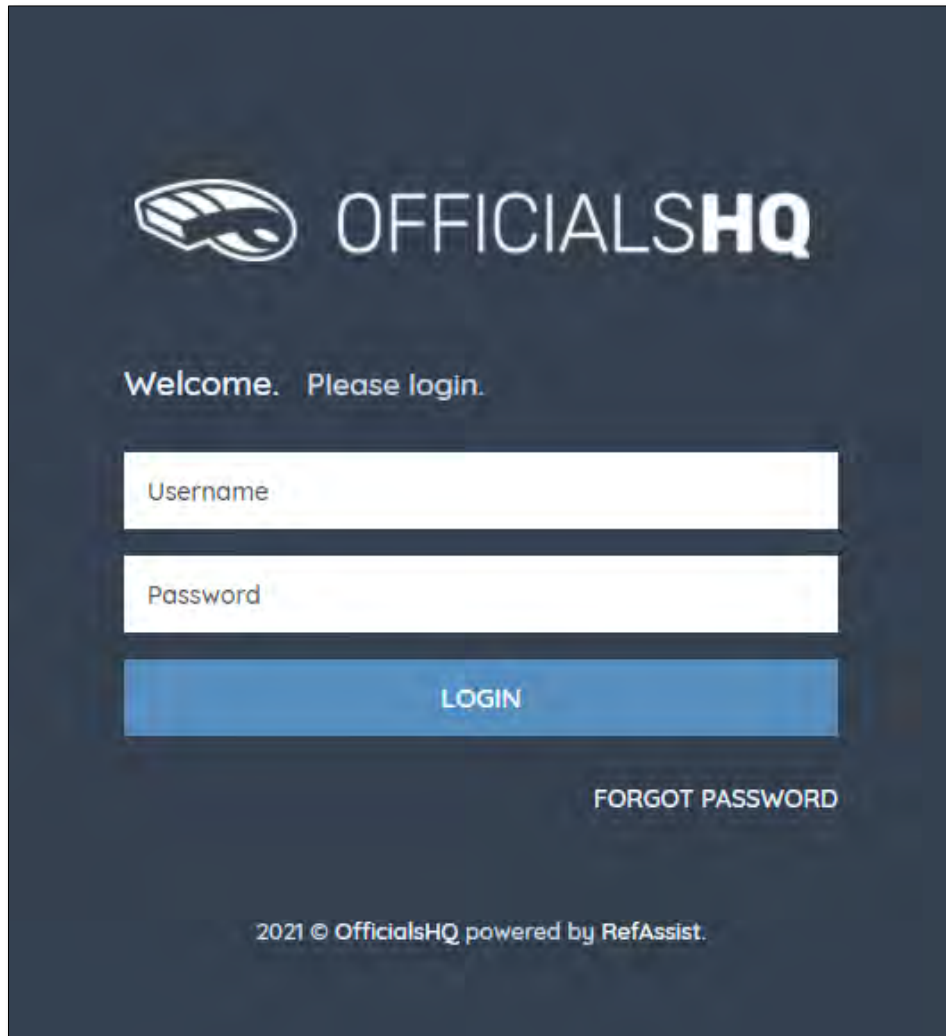 OFFICIALSHQ
Welcome. Please login.
Username
Password
LOGIN
FORGOT PASSWORD
2021 © OfficialsHQ powered by RefAssist.